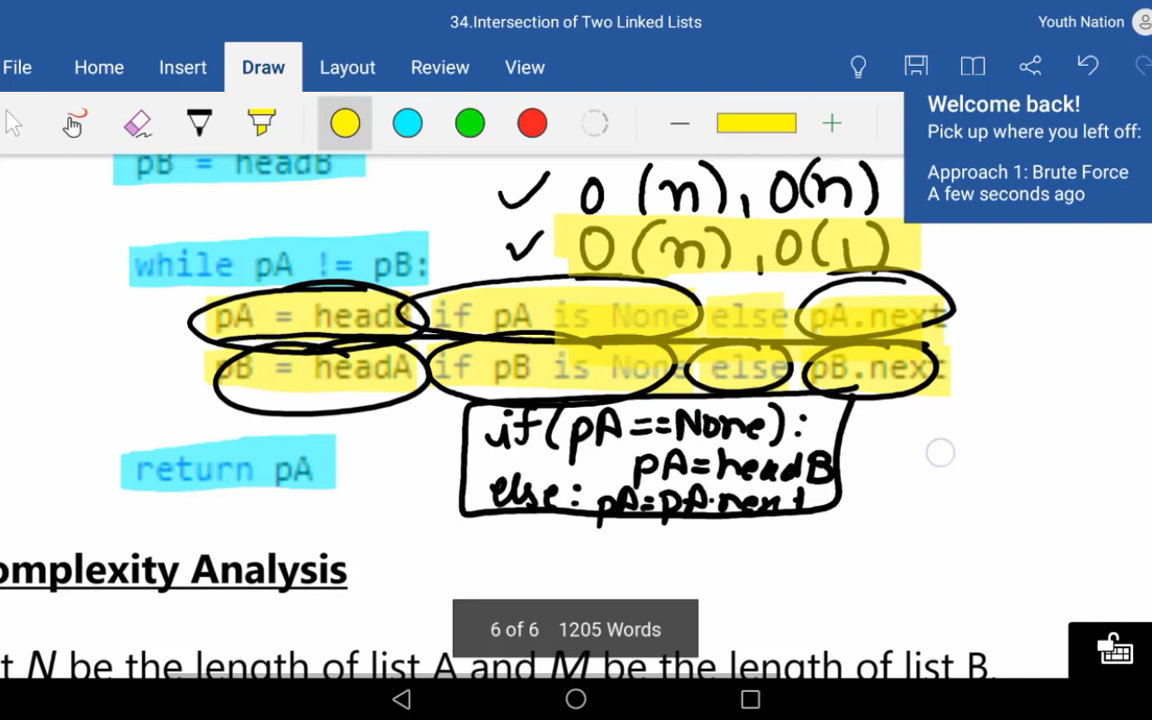 34.Intersection of Two Linked Lists
Youth Nation
File Home Insert Draw Layout Review View
Welcome back!
Pick up where you left off:
Approach 1: Brute Force
A few seconds ago
pB = headB
✓ O (n), O(n)
✓ O (n), O(1)
while pA != pB:
pA = headB if pA is None else pA.next
pB = headA if pB is None else pB.next
if(pA==None):
pA=headB
else: pA=pA.next
return pA
omplexity Analysis
6 of 6 1205 Words
t N be the length of list A and M be the length of list B.